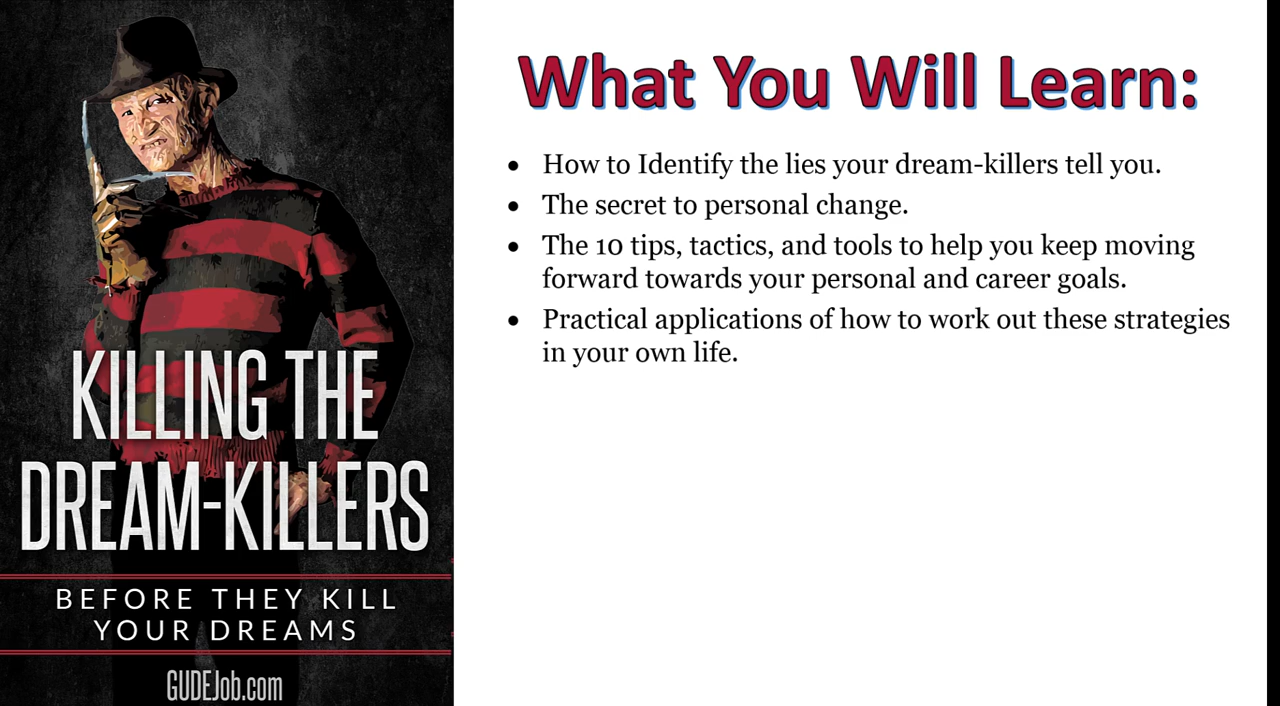 KILLING THE
DREAM-KILLERS
BEFORE THEY KILL
YOUR DREAMS
GUDEJob.com
What You Will Learn:
• How to Identify the lies your dream-killers tell you.
• The secret to personal change.
• The 10 tips, tactics, and tools to help you keep moving
forward towards your personal and career goals.
• Practical applications of how to work out these strategies
in your own life.